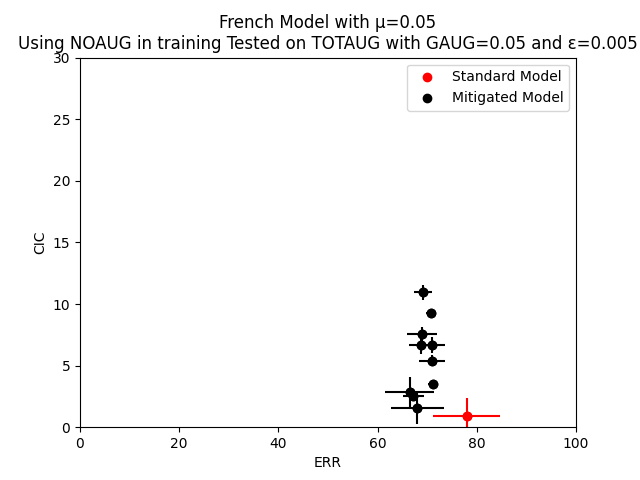 French Model with μ=0.05
Using NOAUG in training Tested on TOTAUG with GAUG=0.05 and ε=0.005
Standard Model
Mitigated Model
30
25
20
15
10
5
0
CIC
0 20 40 60 80 100
ERR